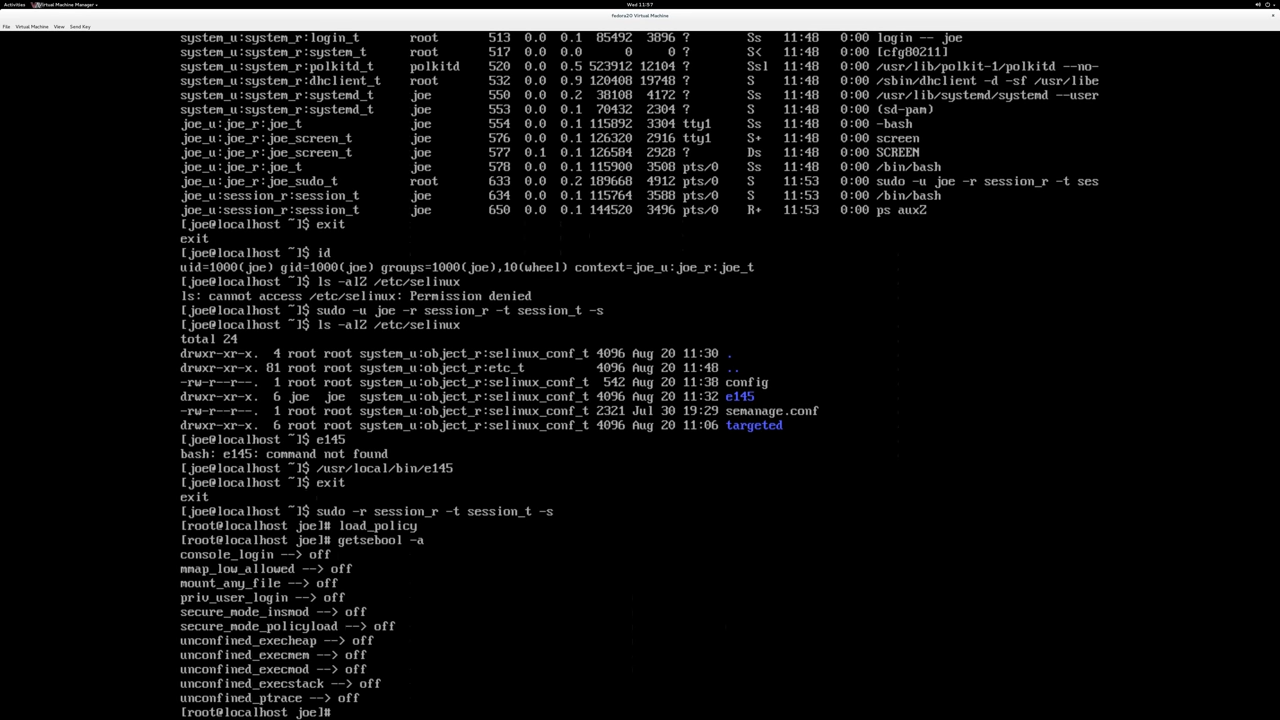 Activities Virtual Machine Manager Wed 11:57
Fedora20 Virtual Machine ×
File Virtual Machine View Send Key
system_u:system_r:login_t root 513 0.0 0.1 85492 3896 ? Ss 11:48 0:00 login -- joe
system_u:system_r:system_t root 517 0.0 0.0 0 0 ? S< 11:48 0:00 [cfg80211]
system_u:system_r:polkitd_t polkitd 520 0.0 0.5 523912 12104 ? Ssl 11:48 0:00 /usr/lib/polkit-1/polkitd --no-
system_u:system_r:dhclient_t root 532 0.0 0.9 120408 19748 ? S 11:48 0:00 /sbin/dhclient -d -sf /usr/libe
system_u:system_r:systemd_t joe 550 0.0 0.2 38108 4172 ? Ss 11:48 0:00 /usr/lib/systemd/systemd --user
system_u:system_r:systemd_t joe 553 0.0 0.1 70432 2304 ? S 11:48 0:00 (sd-pam)
joe_u:joe_r:joe_t joe 554 0.0 0.1 115892 3304 tty1 Ss 11:48 0:00 -bash
joe_u:joe_r:joe_screen_t joe 576 0.0 0.1 126320 2916 tty1 S+ 11:48 0:00 screen
joe_u:joe_r:joe_screen_t joe 577 0.1 0.1 126584 2928 ? Ds 11:48 0:00 SCREEN
joe_u:joe_r:joe_t joe 578 0.0 0.1 115900 3508 pts/0 Ss 11:48 0:00 /bin/bash
joe_u:joe_r:joe_sudo_t root 633 0.0 0.2 189668 4912 pts/0 S 11:53 0:00 sudo -u joe -r session_r -t ses
joe_u:session_r:session_t joe 634 0.0 0.1 115764 3588 pts/0 S 11:53 0:00 /bin/bash
joe_u:session_r:session_t joe 650 0.0 0.1 144520 3496 pts/0 R+ 11:53 0:00 ps auxZ
[joe@localhost ~]$ exit
exit
[joe@localhost ~]$ id
uid=1000(joe) gid=1000(joe) groups=1000(joe),10(wheel) context=joe_u:joe_r:joe_t
[joe@localhost ~]$ ls -alZ /etc/selinux
ls: cannot access /etc/selinux: Permission denied
[joe@localhost ~]$ sudo -u joe -r session_r -t session_t -s
[joe@localhost ~]$ ls -alZ /etc/selinux
total 24
drwxr-xr-x. 4 root root system_u:object_r:selinux_conf_t 4096 Aug 20 11:30 .
drwxr-xr-x. 81 root root system_u:object_r:etc_t 4096 Aug 20 11:48 ..
-rw-r--r--. 1 root root system_u:object_r:selinux_conf_t 542 Aug 20 11:38 config
drwxr-xr-x. 6 joe joe system_u:object_r:selinux_conf_t 4096 Aug 20 11:32 e145
-rw-r--r--. 1 root root system_u:object_r:selinux_conf_t 2321 Jul 30 19:29 semanage.conf
drwxr-xr-x. 6 root root system_u:object_r:selinux_conf_t 4096 Aug 20 11:06 targeted
[joe@localhost ~]$ e145
bash: e145: command not found
[joe@localhost ~]$ /usr/local/bin/e145
[joe@localhost ~]$ exit
exit
[joe@localhost ~]$ sudo -r session_r -t session_t -s
[root@localhost joe]# load_policy
[root@localhost joe]# getsebool -a
console_login --> off
mmap_low_allowed --> off
mount_any_file --> off
priv_user_login --> off
secure_mode_insmod --> off
secure_mode_policyload --> off
unconfined_execheap --> off
unconfined_execmem --> off
unconfined_execmod --> off
unconfined_execstack --> off
unconfined_ptrace --> off
[root@localhost joe]#